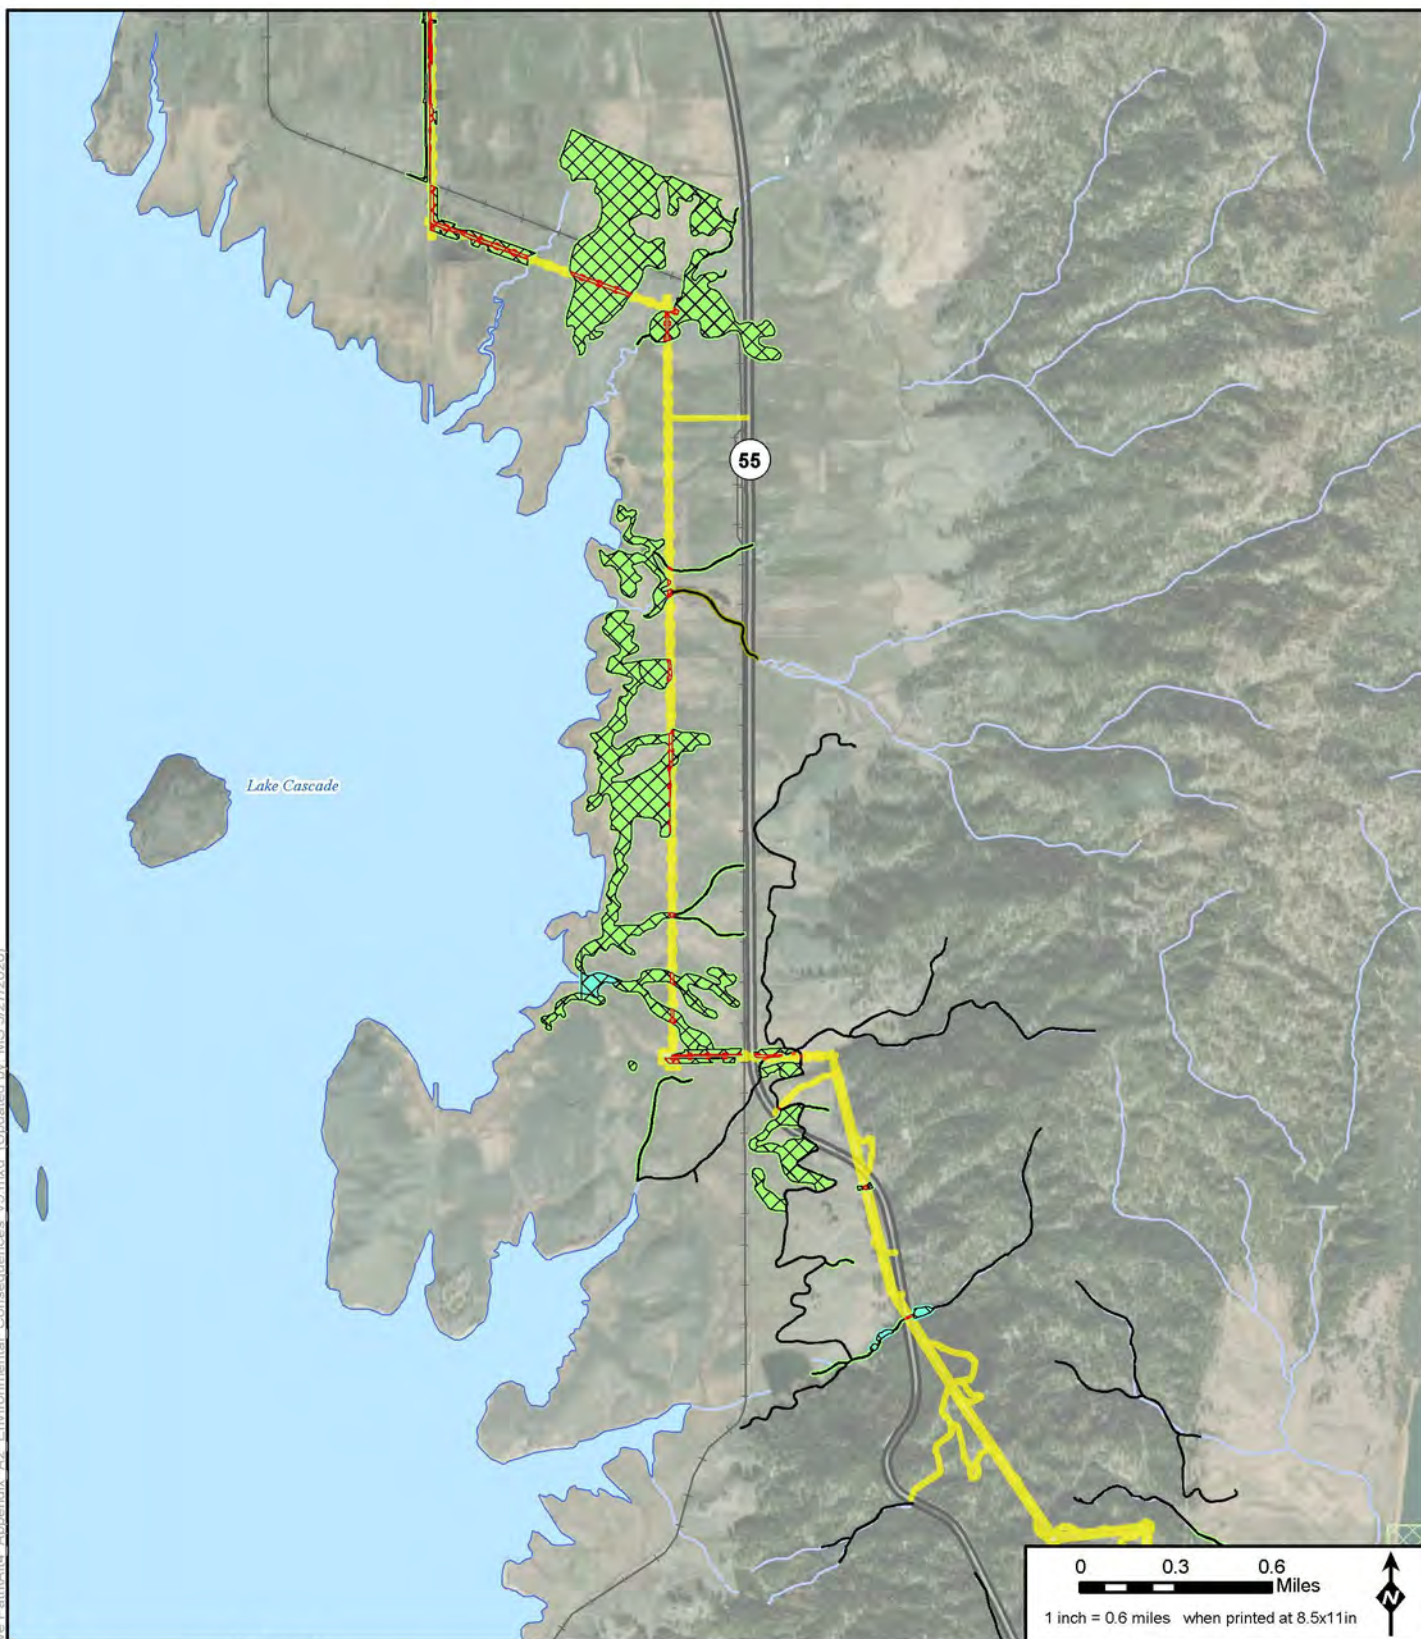 55
Lake Cascade
0 0.3 0.6
Miles
1 inch = 0.6 miles when printed at 8.5x11in
N